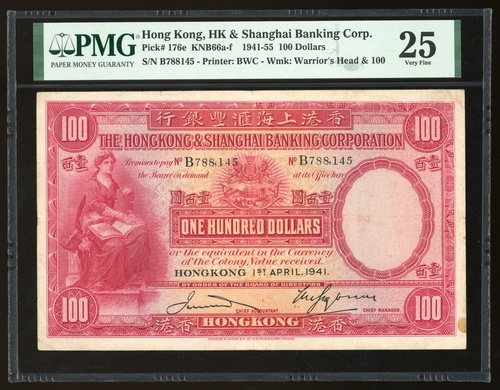 PMG
PAPER MONEY GUARANTY
Hong Kong, HK & Shanghai Banking Corp.
Pick# 176e KNB66a-f 1941-55 100 Dollars
S/N B788145 - Printer: BWC - Wmk: Warrior's Head & 100
25
Very Fine
行銀豐滙海上港香
100
100
THE HONGKONG & SHANGHAI BANKING CORPORATION
百壹
百壹
Promises to pay
the Bearer on demand
at its Office here
Nº B788,145
Nº B788,145
圓百壹
圓百壹
ONE HUNDRED DOLLARS
or the equivalent in the Currency
of the Colony, Value received.
HONGKONG 1ST APRIL, 1941.
BY ORDER OF THE BOARD OF DIRECTORS
CHIEF ACCOUNTANT
CHIEF MANAGER.
100
100
港香
HONGKONG
港香